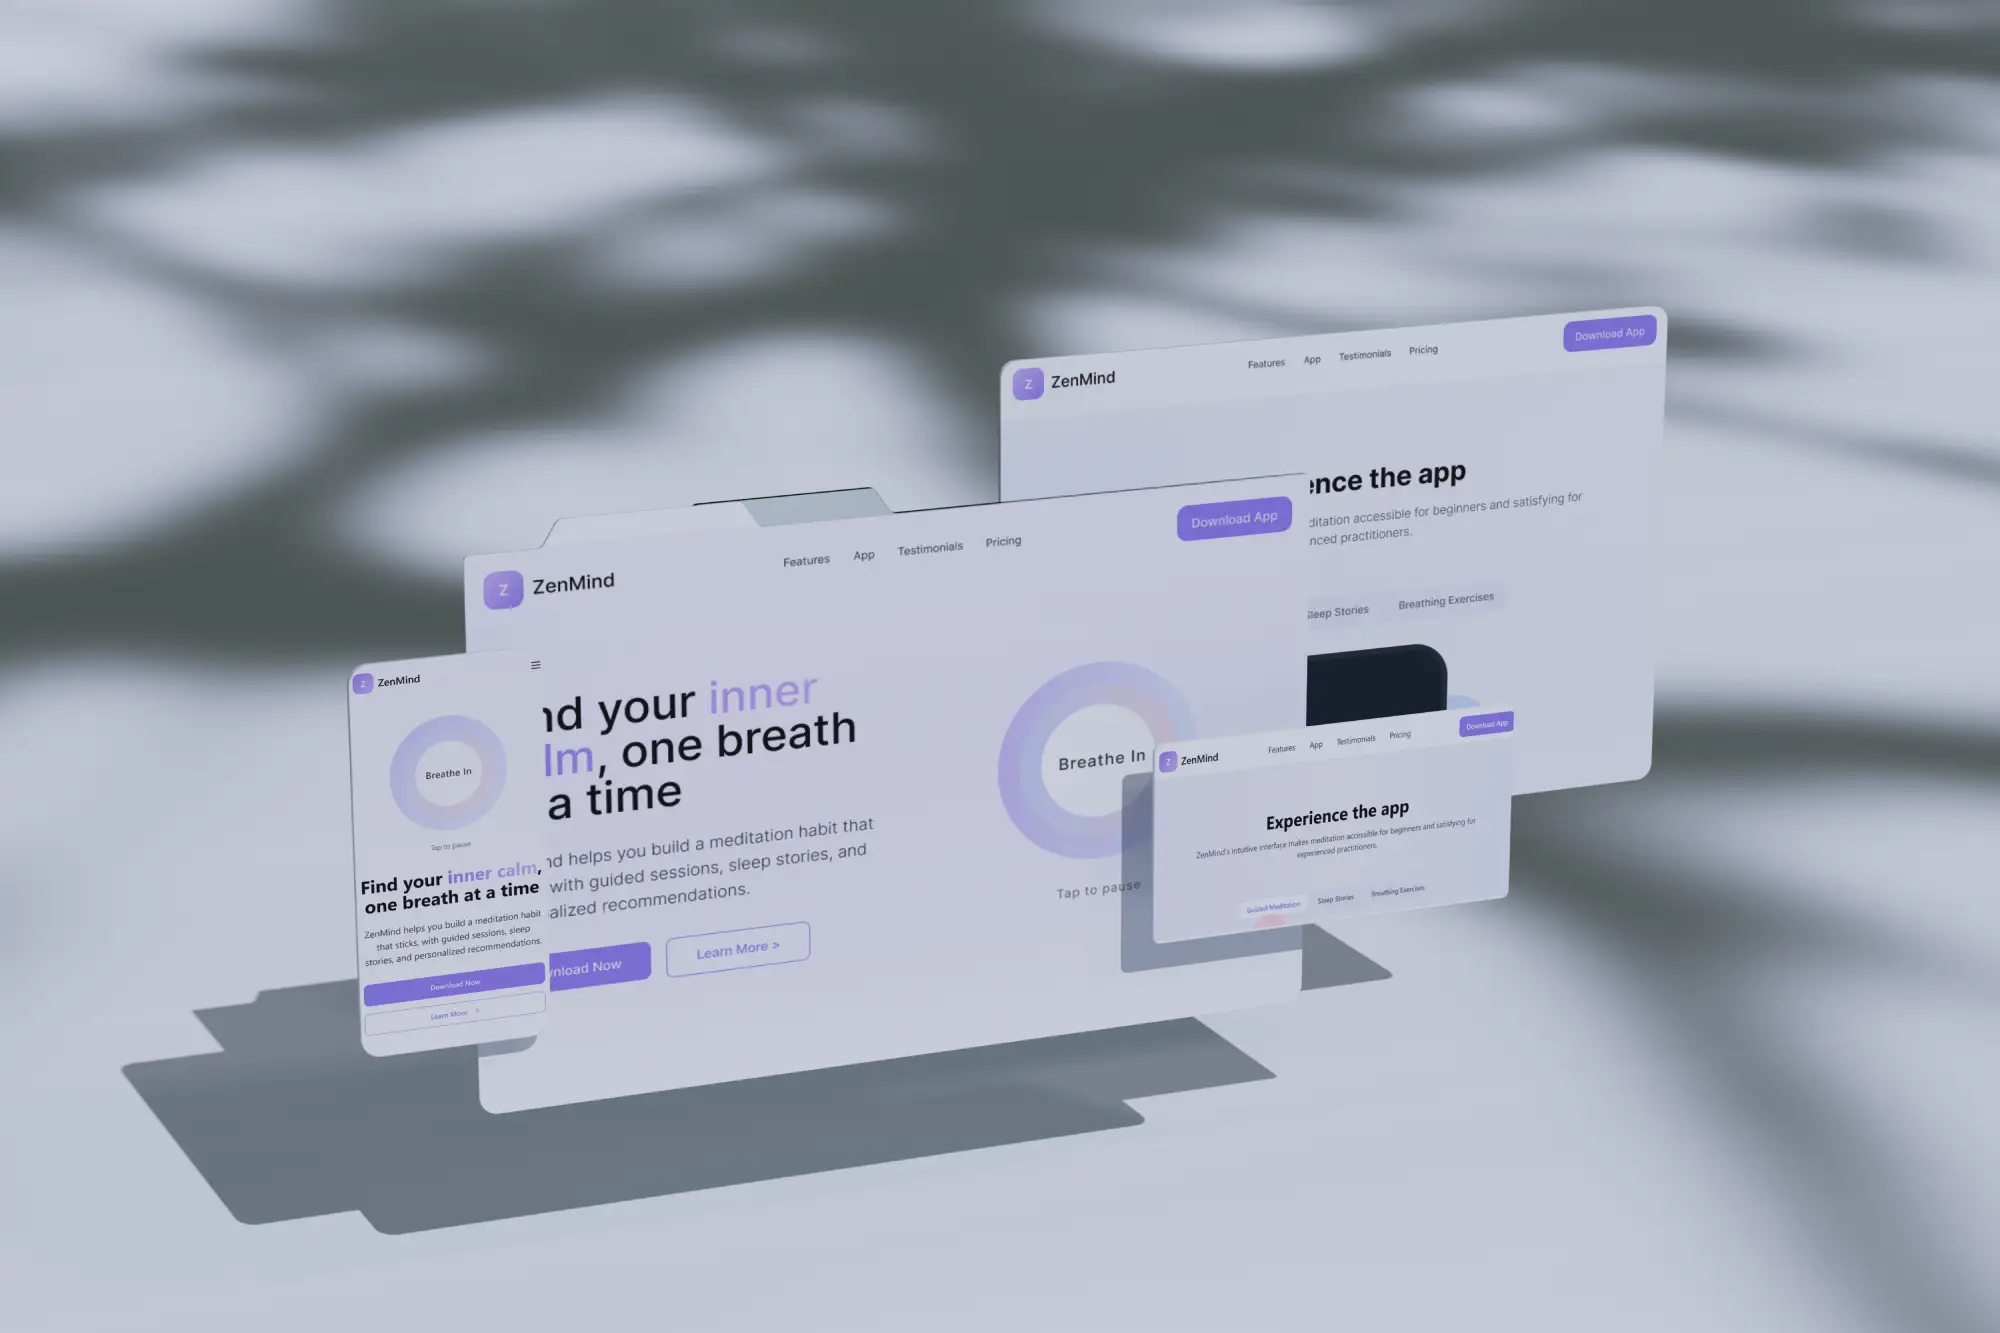 Z ZenMind
Features App Testimonials Pricing
Download App
ence the app
ditation accessible for beginners and satisfying for
nced practitioners.
Sleep Stories Breathing Exercises
Z ZenMind
Features App Testimonials Pricing
Download App
nd your inner
lm, one breath
a time
nd helps you build a meditation habit that
with guided sessions, sleep stories, and
alized recommendations.
wnload Now
Learn More >
Breathe In
Tap to pause
Z ZenMind
Breathe In
Tap to pause
Find your inner calm,
one breath at a time
ZenMind helps you build a meditation habit
that sticks, with guided sessions, sleep
stories, and personalized recommendations.
Download Now
Learn More >
Z ZenMind
Features App Testimonials Pricing
Download App
Experience the app
ZenMind's intuitive interface makes meditation accessible for beginners and satisfying for
experienced practitioners.
Guided Meditation Sleep Stories Breathing Exercises